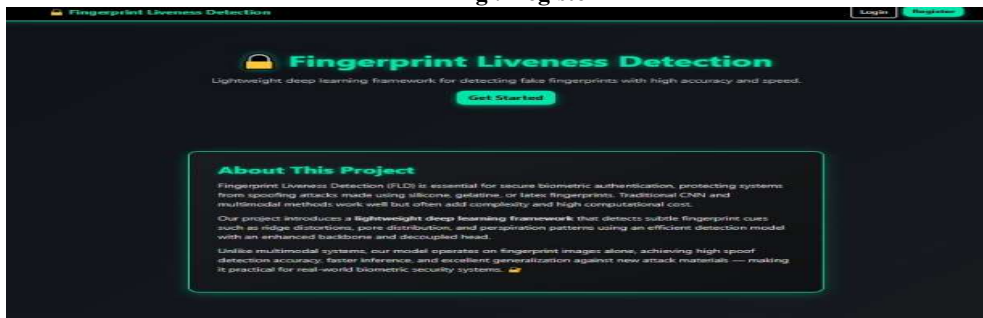 Fingerprint Liveness Detection
Login
Register
Fingerprint Liveness Detection
Lightweight deep learning framework for detecting fake fingerprints with high accuracy and speed.
Get Started
About This Project
Fingerprint Liveness Detection (FLD) is essential for secure biometric authentication, protecting systems
from spoofing attacks made using silicone, gelatine, or latex fingerprints. Traditional CNN and
multimodal methods work well but often add complexity and high computational cost.
Our project introduces a lightweight deep learning framework that detects subtle fingerprint cues
such as ridge distortions, pore distribution, and perspiration patterns using an efficient detection model
with an enhanced backbone and decoupled head.
Unlike multimodal systems, our model operates on fingerprint images alone, achieving high spoof
detection accuracy, faster inference, and excellent generalization against new attack materials — making
it practical for real-world biometric security systems.